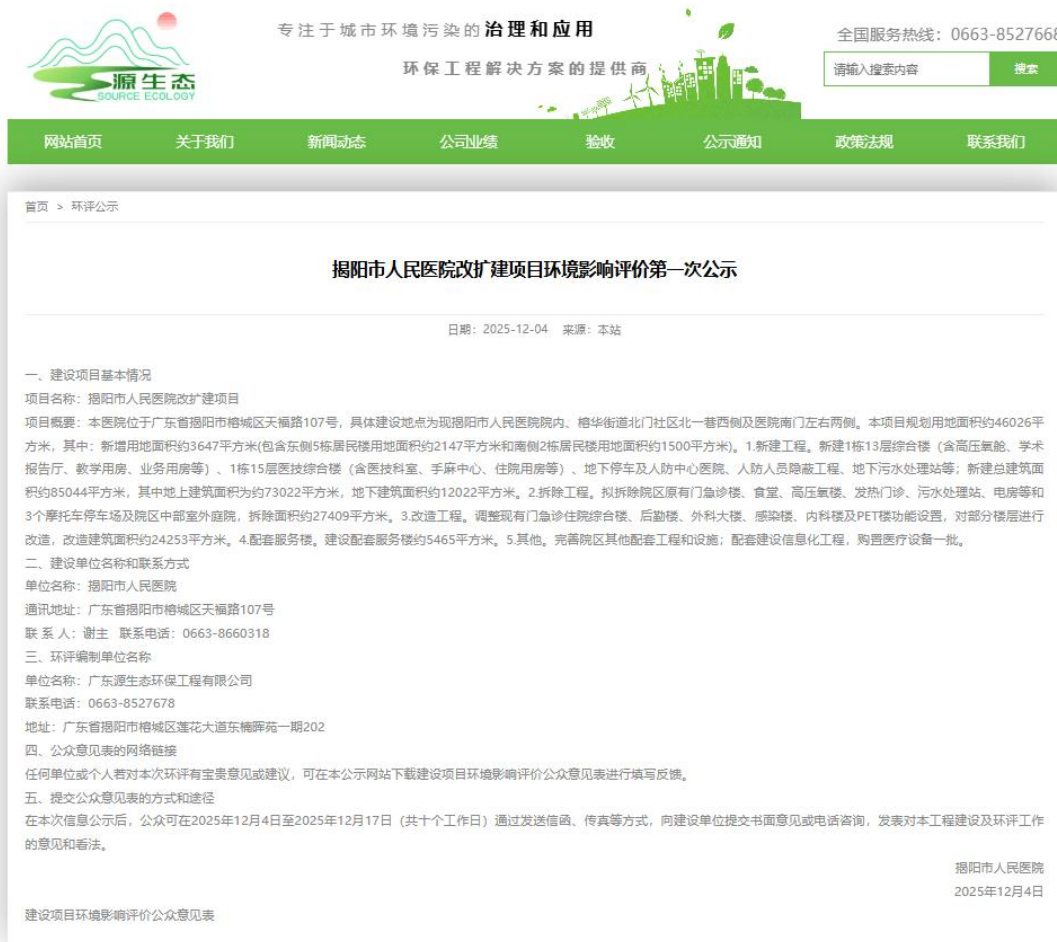 源生态
SOURCE ECOLOGY
专注于城市环境污染的治理和应用
环保工程解决方案的提供商
全国服务热线：0663-8527668
请输入搜索内容
搜索
网站首页 关于我们 新闻动态 公司业绩 验收 公示通知 政策法规 联系我们
首页 > 环评公示
揭阳市人民医院改扩建项目环境影响评价第一次公示
日期：2025-12-04 来源：本站
一、建设项目基本情况
项目名称：揭阳市人民医院改扩建项目
项目概要：本医院位于广东省揭阳市榕城区天福路107号，具体建设地点为现揭阳市人民医院院内、榕华街道北门社区北一巷西侧及医院南门左右两侧。本项目规划用地面积约46026平
方米，其中：新增用地面积约3647平方米(包含东侧5栋居民楼用地面积约2147平方米和南侧2栋居民楼用地面积约1500平方米)。1.新建工程。新建1栋13层综合楼（含高压氧舱、学术
报告厅、教学用房、业务用房等）、1栋15层医技综合楼（含医技科室、手麻中心、住院用房等）、地下停车及人防中心医院、人防人员隐蔽工程、地下污水处理站等；新建总建筑面
积约85044平方米，其中地上建筑面积为约73022平方米，地下建筑面积约12022平方米。2.拆除工程。拟拆除院区原有门急诊楼、食堂、高压氧楼、发热门诊、污水处理站、电房等和
3个摩托车停车场及院区中部室外庭院，拆除面积约27409平方米。3.改造工程。调整现有门急诊住院综合楼、后勤楼、外科大楼、感染楼、内科楼及PET楼功能设置，对部分楼层进行
改造，改造建筑面积约24253平方米。4.配套服务楼。建设配套服务楼约5465平方米。5.其他。完善院区其他配套工程和设施；配套建设信息化工程，购置医疗设备一批。
二、建设单位名称和联系方式
单位名称：揭阳市人民医院
通讯地址：广东省揭阳市榕城区天福路107号
联 系 人：谢主 联系电话：0663-8660318
三、环评编制单位名称
单位名称：广东源生态环保工程有限公司
联系电话：0663-8527678
地址：广东省揭阳市榕城区莲花大道东楠晖苑一期202
四、公众意见表的网络链接
任何单位或个人若对本次环评有宝贵意见或建议，可在本公示网站下载建设项目环境影响评价公众意见表进行填写反馈。
五、提交公众意见表的方式和途径
在本次信息公示后，公众可在2025年12月4日至2025年12月17日（共十个工作日）通过发送信函、传真等方式，向建设单位提交书面意见或电话咨询，发表对本工程建设及环评工作
的意见和看法。
揭阳市人民医院
2025年12月4日
建设项目环境影响评价公众意见表